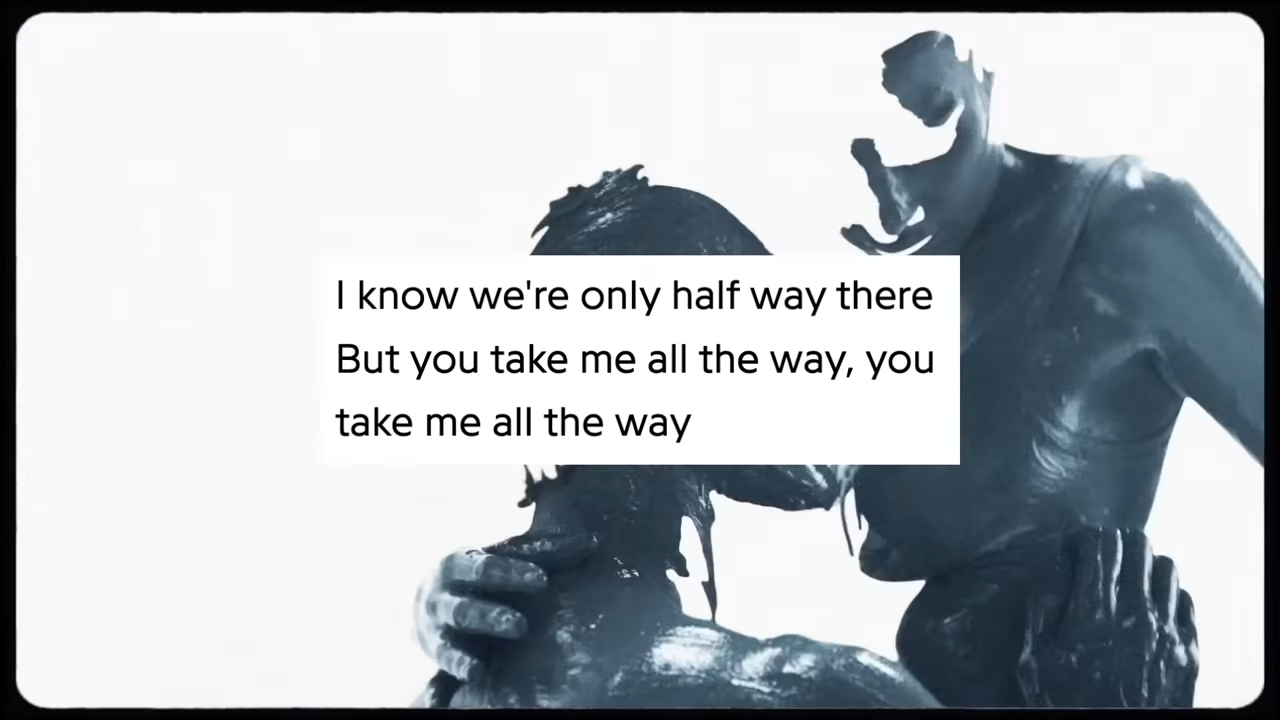 I know we're only half way there
But you take me all the way, you
take me all the way